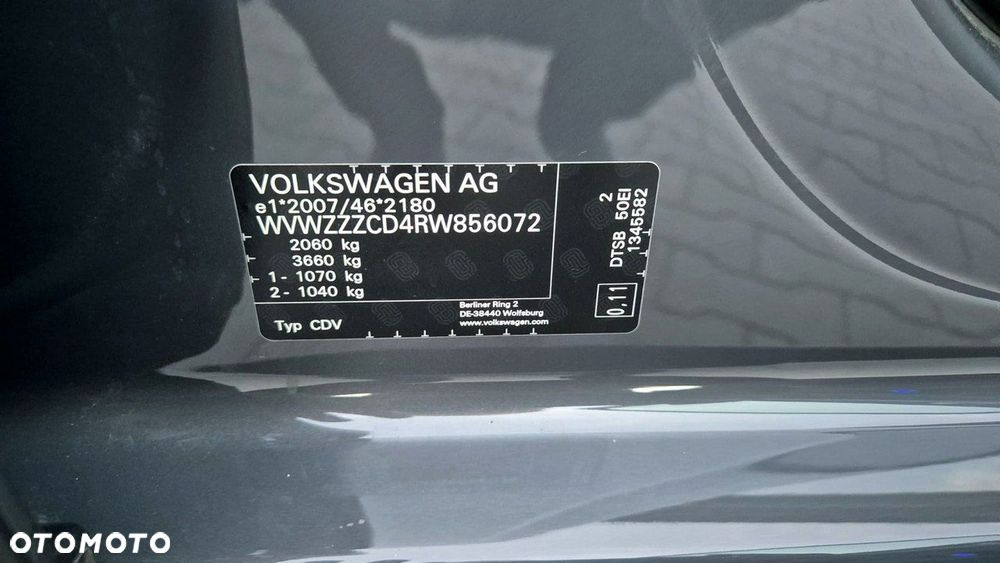 VOLKSWAGEN AG
e1*2007/46*2180
WVWZZZCD4RW856072
2060 kg
3660 kg
1 - 1070 kg
2 - 1040 kg
Typ CDV
Berliner Ring 2
DE-38440 Wolfsburg
www.volkswagen.com
2
DTSB 50EI
1345582
0,11
OTOMOTO